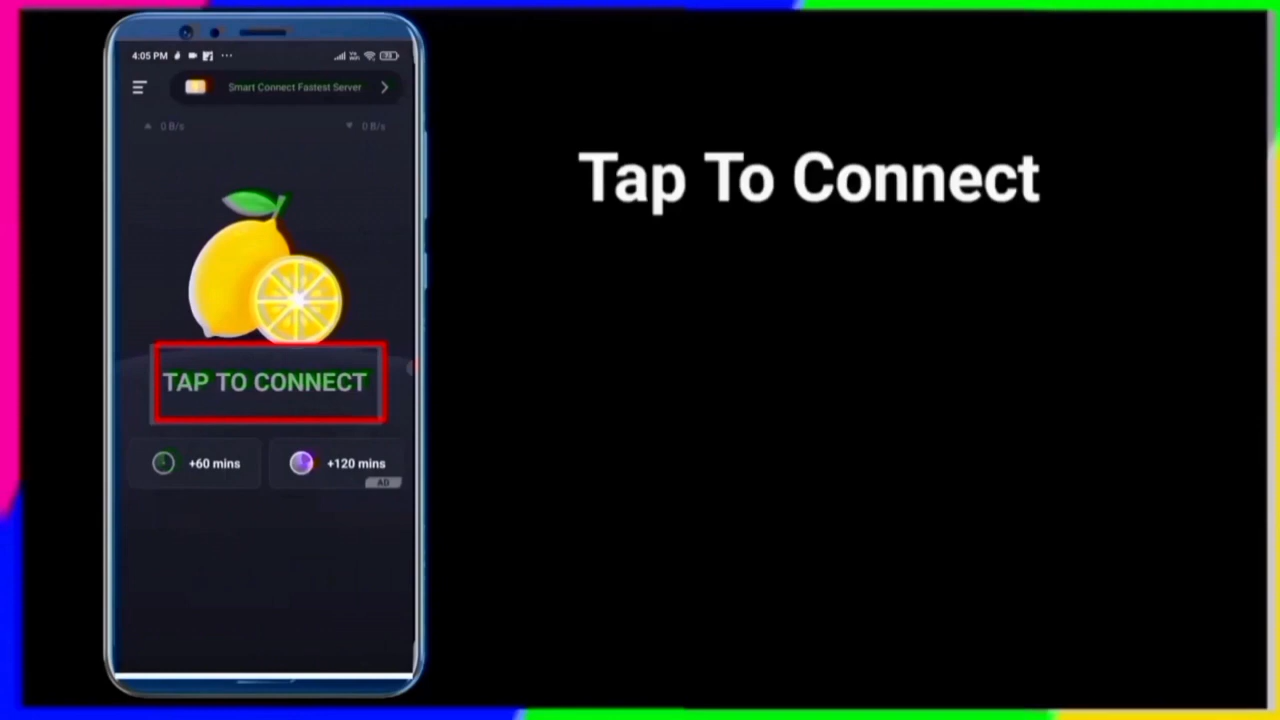 4:05 PM
Smart Connect Fastest Server
0 B/s
0 B/s
Tap To Connect
TAP TO CONNECT
+60 mins
+120 mins
AD